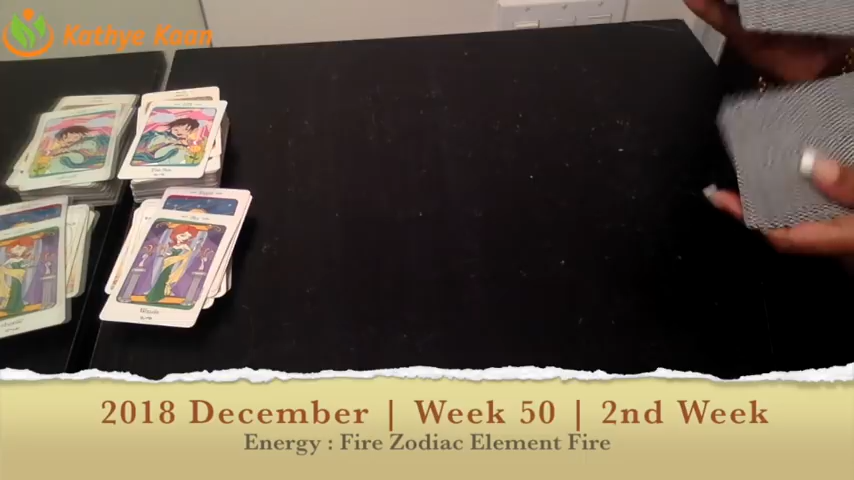 Kathye Koan
2018 December | Week 50 | 2nd Week
Energy : Fire Zodiac Element Fire